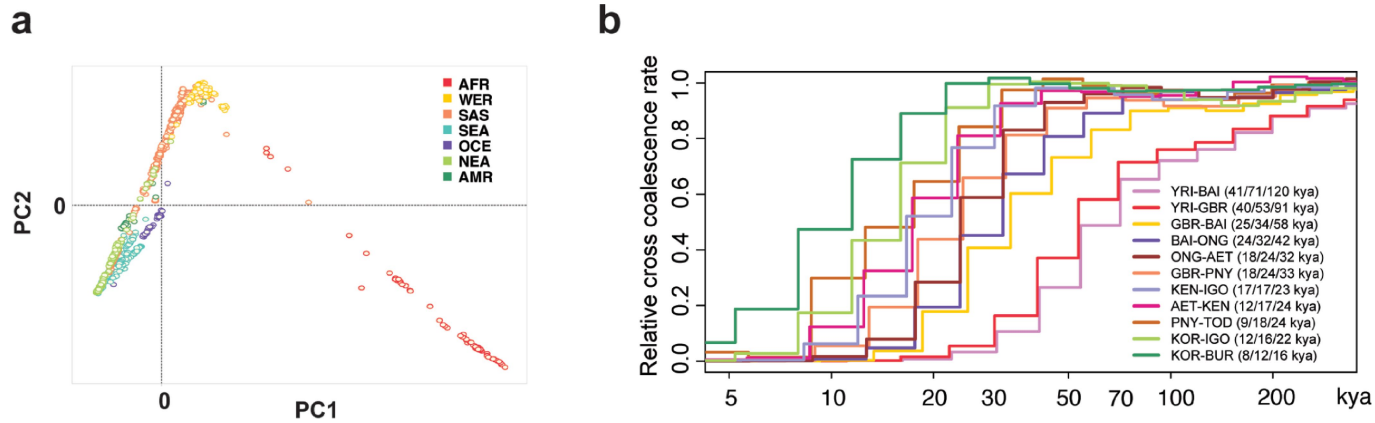 a
PC2
0
0
PC1
AFR
WER
SAS
SEA
OCE
NEA
AMR
b
Relative cross coalescence rate
1.0
0.8
0.6
0.4
0.2
0.0
YRI-BAI (41/71/120 kya)
YRI-GBR (40/53/91 kya)
GBR-BAI (25/34/58 kya)
BAI-ONG (24/32/42 kya)
ONG-AET (18/24/32 kya)
GBR-PNY (18/24/33 kya)
KEN-IGO (17/17/23 kya)
AET-KEN (12/17/24 kya)
PNY-TOD (9/18/24 kya)
KOR-IGO (12/16/22 kya)
KOR-BUR (8/12/16 kya)
5 10 20 30 50 70 100 200 kya